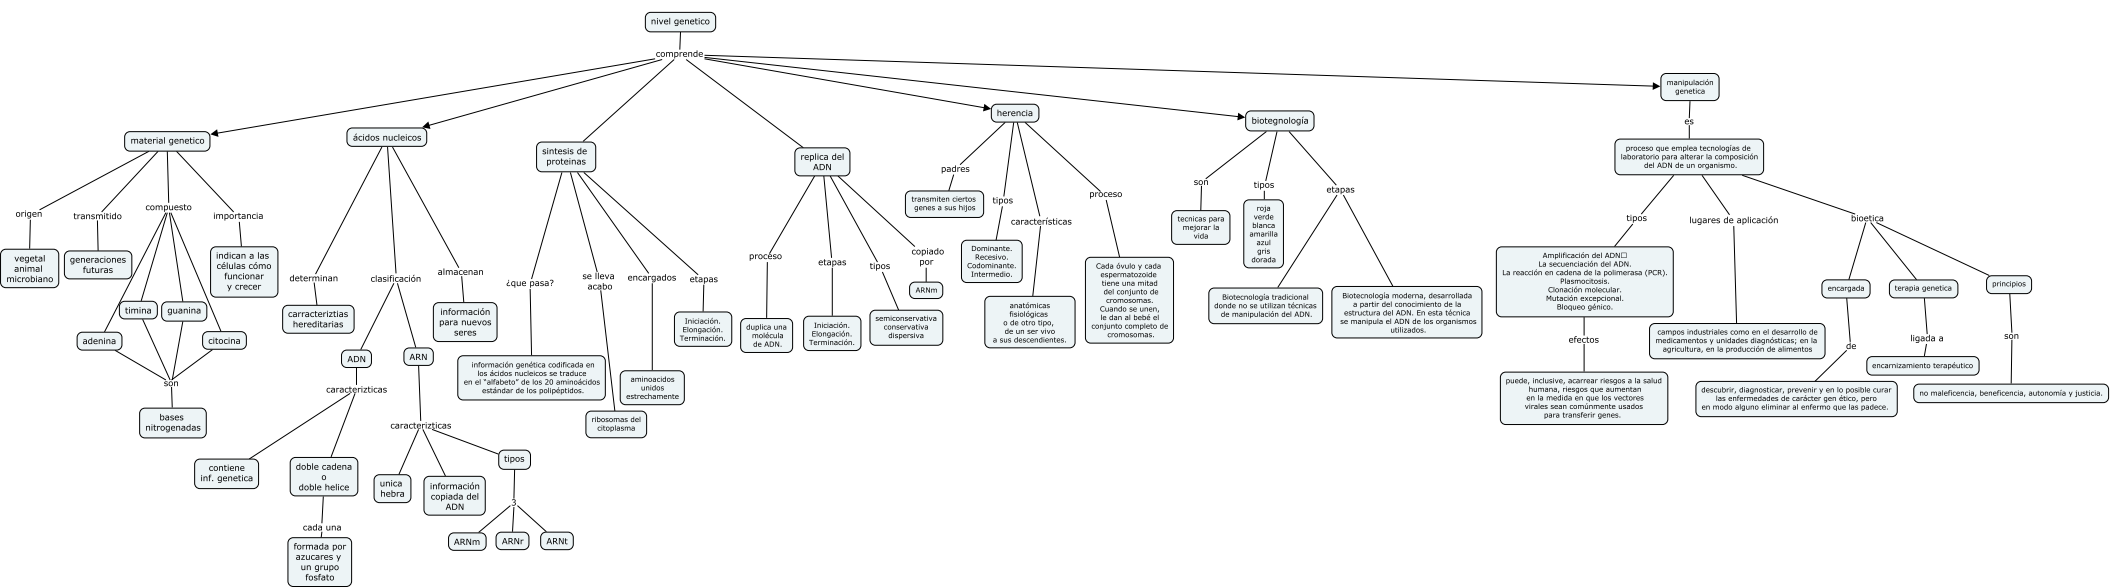 nivel genetico
comprende
material genetico
origen
vegetal
animal
microbiano
transmitido
generaciones
futuras
compuesto
adenina
timina
guanina
citocina
son
bases
nitrogenadas
importancia
indican a las
células cómo
funcionar
y crecer
ácidos nucleicos
determinan
carracteriztias
hereditarias
clasificación
ADN
caracterizticas
contiene
inf. genetica
doble cadena
o
doble helice
cada una
formada por
azucares y
un grupo
fosfato
ARN
caracterizticas
unica
hebra
información
copiada del
ADN
tipos
3
ARNm
ARNr
ARNt
almacenan
información
para nuevos
seres
sintesis de
proteinas
¿que pasa?
información genética codificada en
los ácidos nucleicos se traduce
en el "alfabeto" de los 20 aminoácidos
estándar de los polipéptidos.
se lleva
acabo
ribosomas del
citoplasma
encargados
aminoacidos
unidos
estrechamente
etapas
Iniciación.
Elongación.
Terminación.
replica del
ADN
proceso
duplica una
molécula
de ADN.
etapas
Iniciación.
Elongación.
Terminación.
tipos
semiconservativa
conservativa
dispersiva
copiado
por
ARNm
herencia
padres
transmiten ciertos
genes a sus hijos
tipos
Dominante.
Recesivo.
Codominante.
Intermedio.
características
anatómicas
fisiológicas
o de otro tipo,
de un ser vivo
a sus descendientes.
proceso
Cada óvulo y cada
espermatozoide
tiene una mitad
del conjunto de
cromosomas.
Cuando se unen,
le dan al bebé el
conjunto completo de
cromosomas.
biotegnología
son
tecnicas para
mejorar la
vida
tipos
roja
verde
blanca
amarilla
azul
gris
dorada
etapas
Biotecnología tradicional
donde no se utilizan técnicas
de manipulación del ADN.
Biotecnología moderna, desarrollada
a partir del conocimiento de la
estructura del ADN. En esta técnica
se manipula el ADN de los organismos
utilizados.
manipulación
genetica
es
proceso que emplea tecnologías de
laboratorio para alterar la composición
del ADN de un organismo.
tipos
Amplificación del ADN□
La secuenciación del ADN.
La reacción en cadena de la polimerasa (PCR).
Plasmocitosis.
Clonación molecular.
Mutación excepcional.
Bloqueo génico.
efectos
puede, inclusive, acarrear riesgos a la salud
humana, riesgos que aumentan
en la medida en que los vectores
virales sean comúnmente usados
para transferir genes.
lugares de aplicación
campos industriales como en el desarrollo de
medicamentos y unidades diagnósticas; en la
agricultura, en la producción de alimentos
bioetica
encargada
de
descubrir, diagnosticar, prevenir y en lo posible curar
las enfermedades de carácter gen ético, pero
en modo alguno eliminar al enfermo que las padece.
terapia genetica
ligada a
encarnizamiento terapéutico
principios
son
no maleficencia, beneficencia, autonomía y justicia.